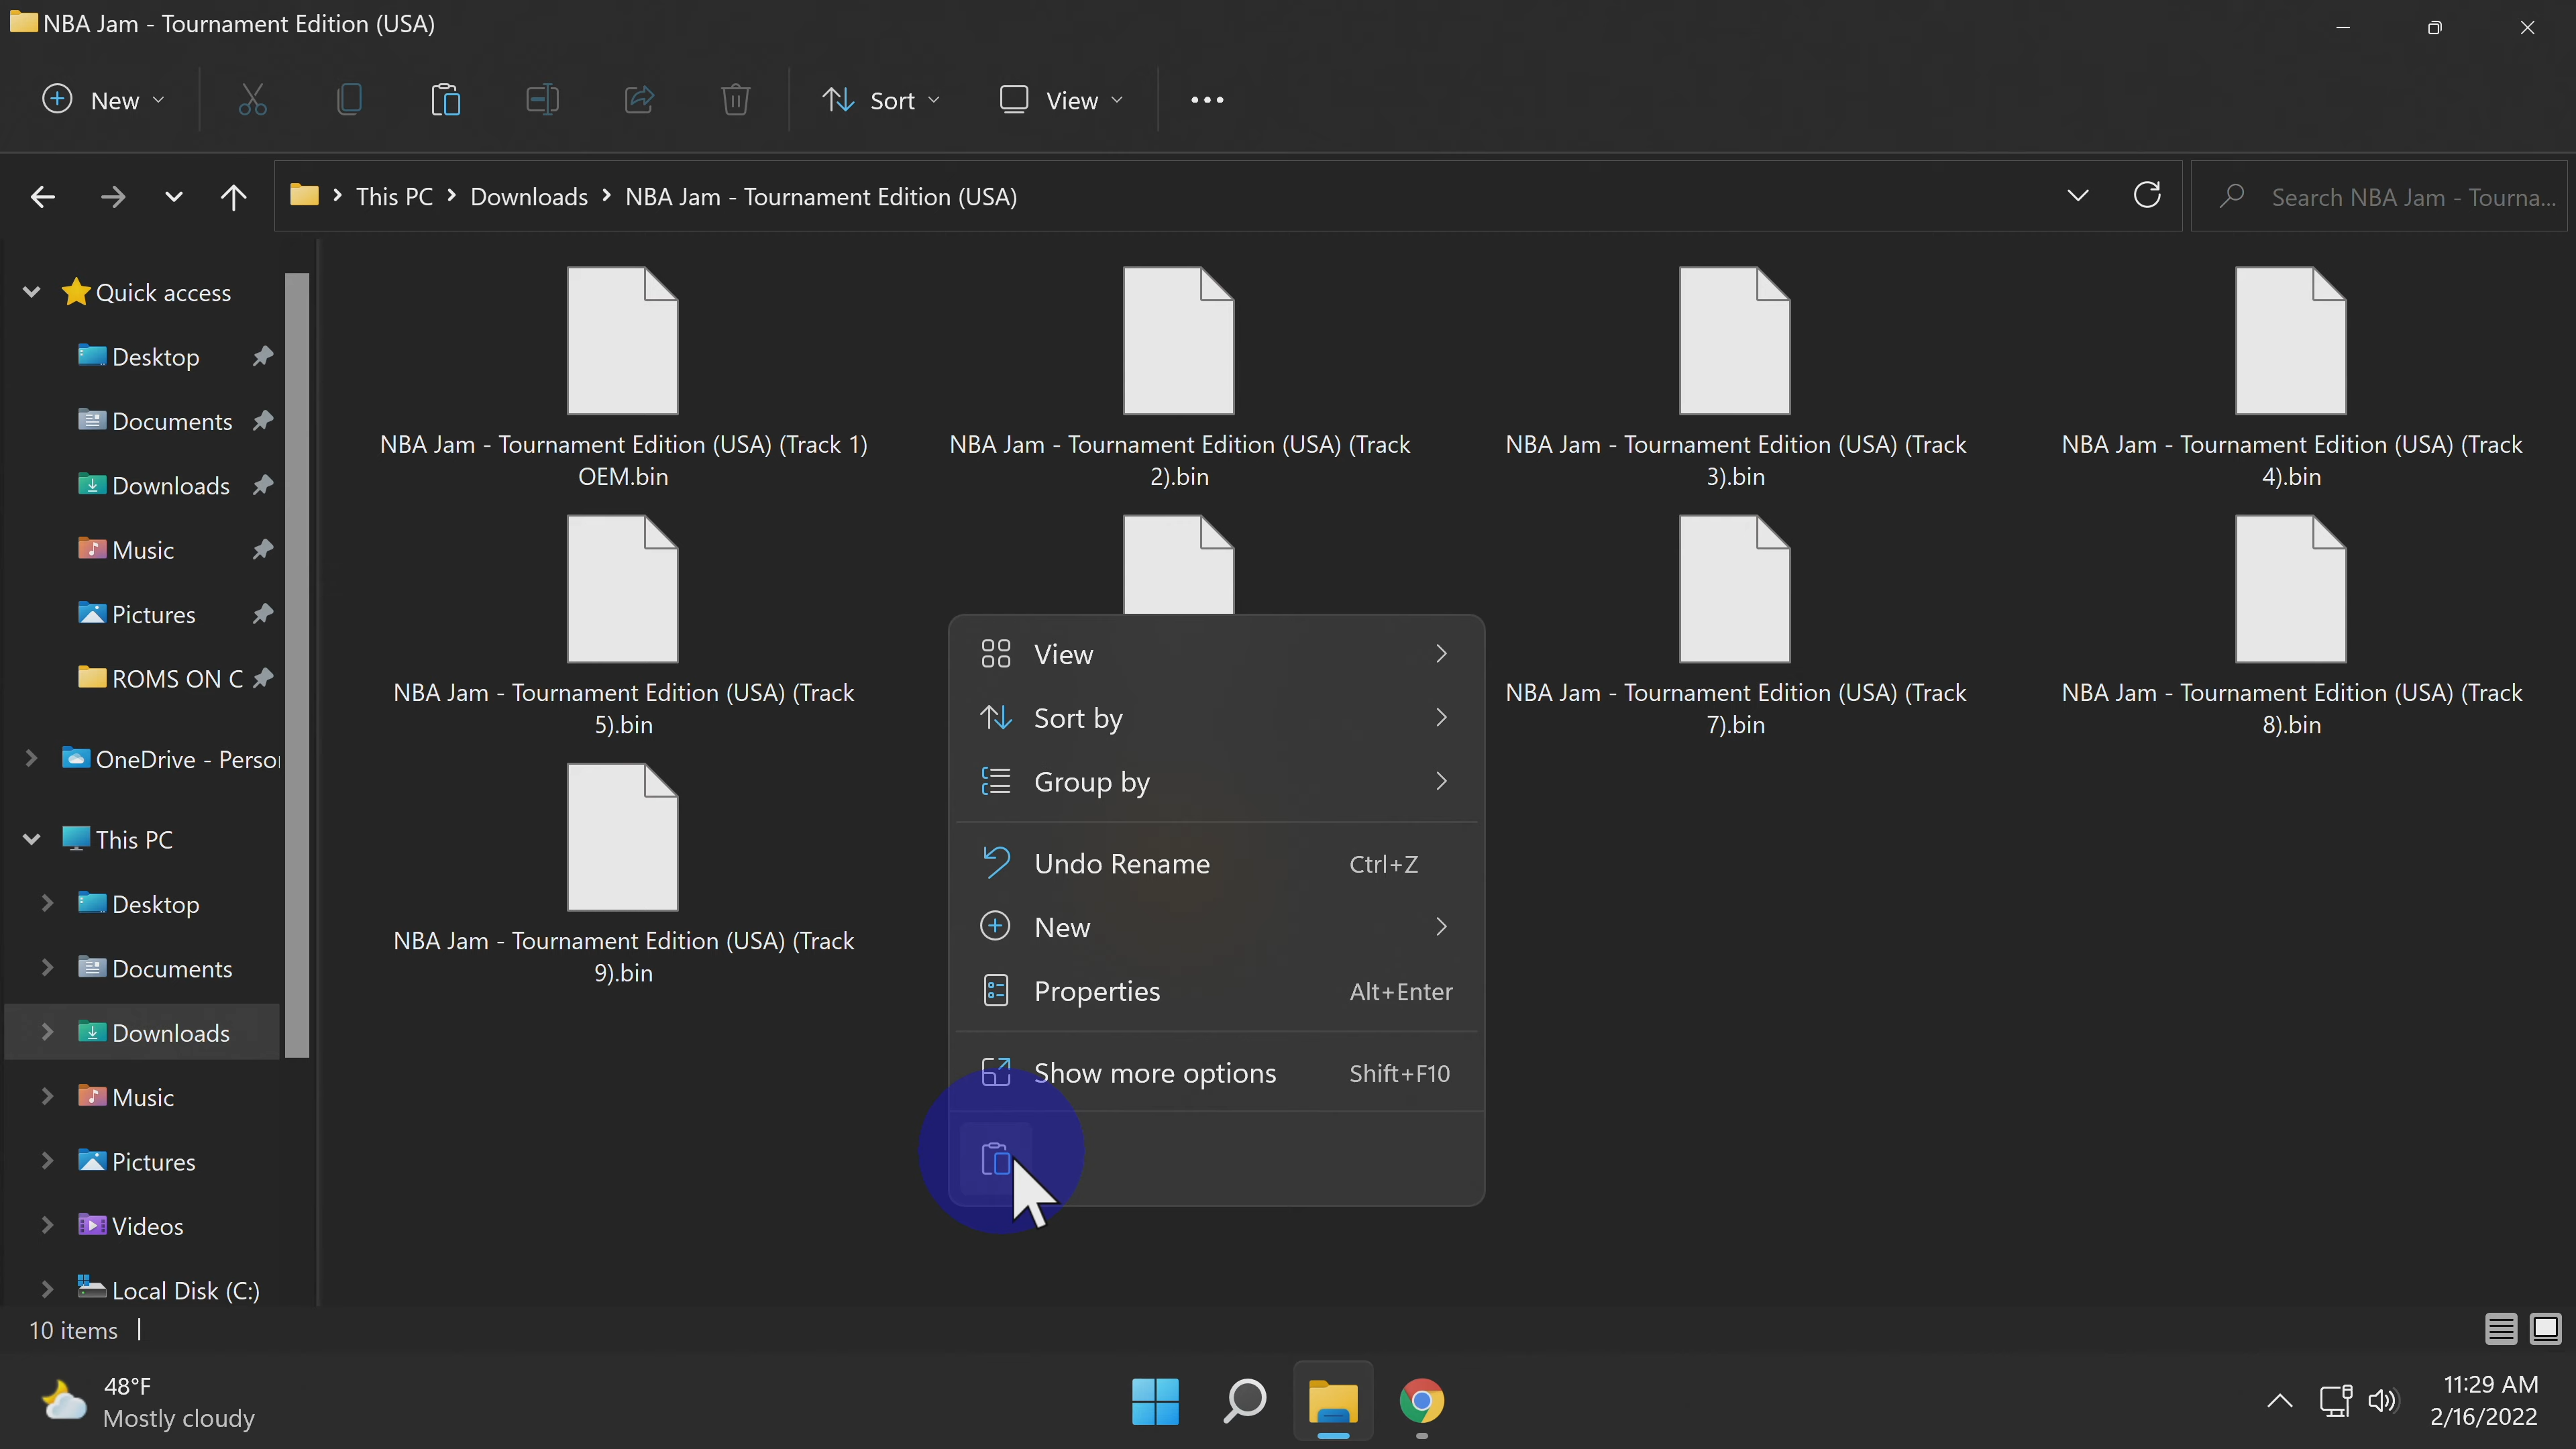 NBA Jam - Tournament Edition (USA)
New
Sort
View
This PC
Downloads
NBA Jam - Tournament Edition (USA)
Search NBA Jam - Tourna...
Quick access
Desktop
Documents
Downloads
Music
Pictures
ROMS ON C
OneDrive - Person
This PC
Desktop
Documents
Downloads
Music
Pictures
Videos
Local Disk (C:)
NBA Jam - Tournament Edition (USA) (Track 1)
OEM.bin
NBA Jam - Tournament Edition (USA) (Track
2).bin
NBA Jam - Tournament Edition (USA) (Track
3).bin
NBA Jam - Tournament Edition (USA) (Track
4).bin
NBA Jam - Tournament Edition (USA) (Track
5).bin
NBA Jam - Tournament Edition (USA) (Track
7).bin
NBA Jam - Tournament Edition (USA) (Track
8).bin
NBA Jam - Tournament Edition (USA) (Track
9).bin
View
Sort by
Group by
Undo Rename Ctrl+Z
New
Properties Alt+Enter
Show more options Shift+F10
10 items
48°F
Mostly cloudy
11:29 AM
2/16/2022